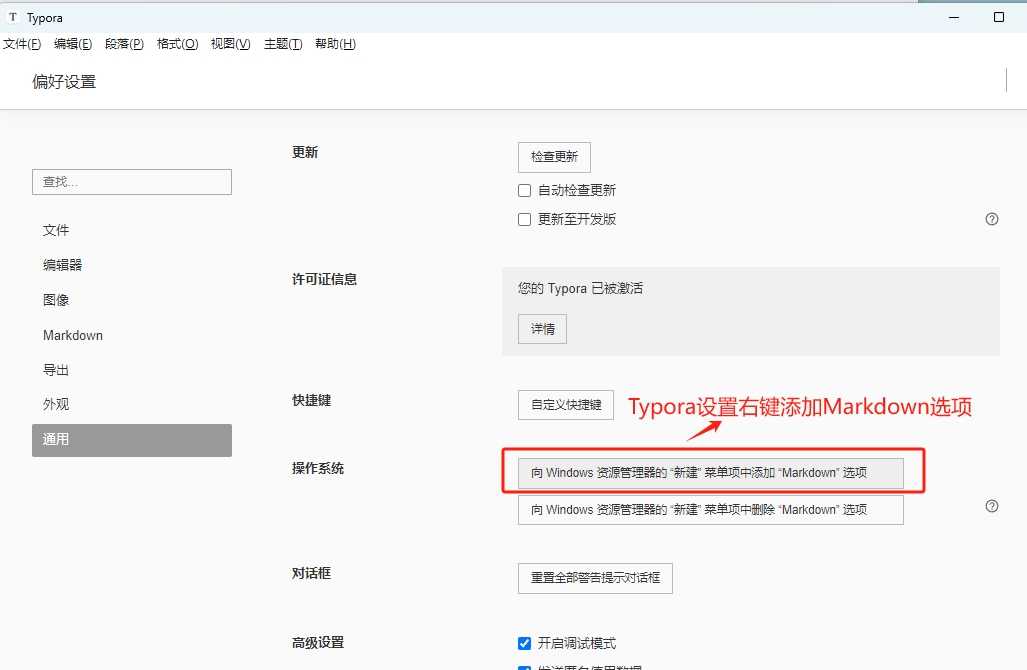 T Typora
文件(F) 编辑(E) 段落(P) 格式(O) 视图(V) 主题(T) 帮助(H)
偏好设置
查找...
文件
编辑器
图像
Markdown
导出
外观
通用
更新
检查更新
自动检查更新
更新至开发版
许可证信息
您的 Typora 已被激活
详情
快捷键
自定义快捷键
Typora设置右键添加Markdown选项
操作系统
向 Windows 资源管理器的 “新建” 菜单项中添加 “Markdown” 选项
向 Windows 资源管理器的 “新建” 菜单项中删除 “Markdown” 选项
对话框
重置全部警告提示对话框
高级设置
开启调试模式